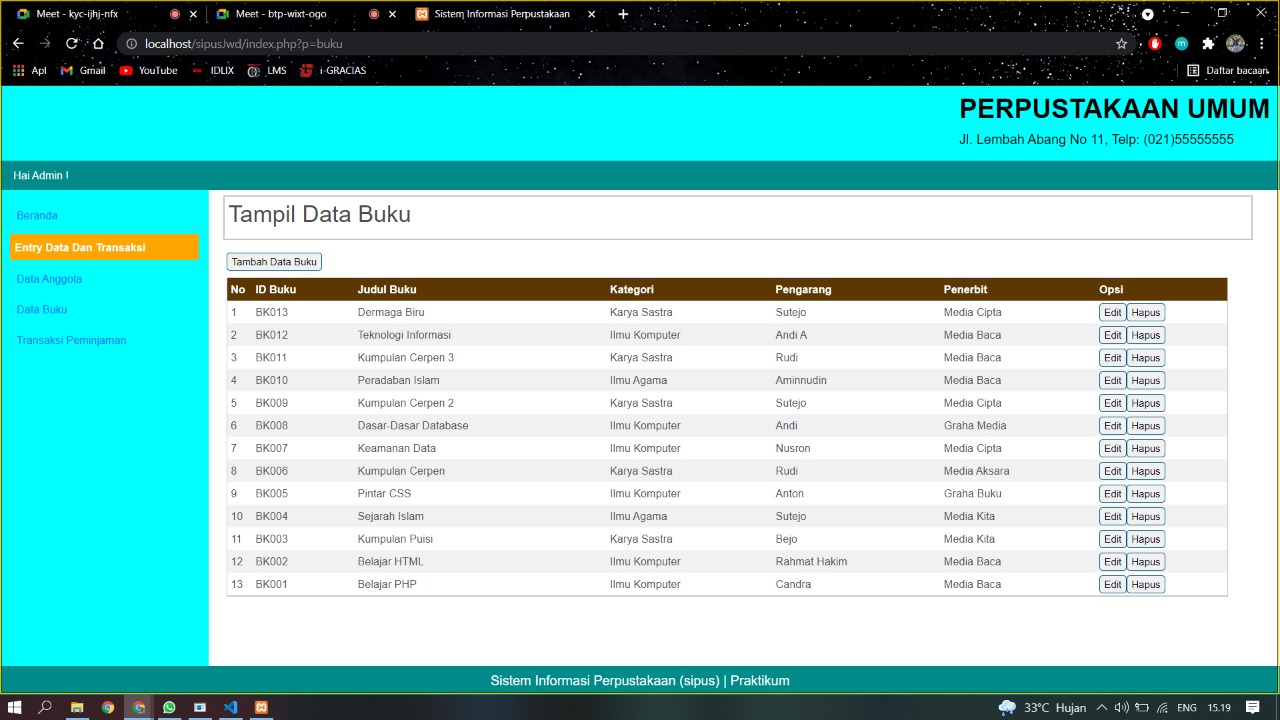 Meet - kyc-ijhj-nfx Meet - btp-wixt-ogo Sistem Informasi Perpustakaan
localhost/sipusJwd/index.php?p=buku
Apl Gmail YouTube IDLIX LMS i-GRACIAS Daftar bacaan
PERPUSTAKAAN UMUM
Jl. Lembah Abang No 11, Telp: (021)55555555
Hai Admin !
Beranda
Entry Data Dan Transaksi
Data Anggota
Data Buku
Transaksi Peminjaman
Tampil Data Buku
Tambah Data Buku
No ID Buku Judul Buku Kategori Pengarang Penerbit Opsi
1 BK013 Dermaga Biru Karya Sastra Sutejo Media Cipta Edit Hapus
2 BK012 Teknologi Informasi Ilmu Komputer Andi A Media Baca Edit Hapus
3 BK011 Kumpulan Cerpen 3 Karya Sastra Rudi Media Baca Edit Hapus
4 BK010 Peradaban Islam Ilmu Agama Aminnudin Media Baca Edit Hapus
5 BK009 Kumpulan Cerpen 2 Karya Sastra Sutejo Media Cipta Edit Hapus
6 BK008 Dasar-Dasar Database Ilmu Komputer Andi Graha Media Edit Hapus
7 BK007 Keamanan Data Ilmu Komputer Nusron Media Cipta Edit Hapus
8 BK006 Kumpulan Cerpen Karya Sastra Rudi Media Aksara Edit Hapus
9 BK005 Pintar CSS Ilmu Komputer Anton Graha Buku Edit Hapus
10 BK004 Sejarah Islam Ilmu Agama Sutejo Media Kita Edit Hapus
11 BK003 Kumpulan Puisi Karya Sastra Bejo Media Kita Edit Hapus
12 BK002 Belajar HTML Ilmu Komputer Rahmat Hakim Media Baca Edit Hapus
13 BK001 Belajar PHP Ilmu Komputer Candra Media Baca Edit Hapus
Sistem Informasi Perpustakaan (sipus) | Praktikum
33°C Hujan ENG 15.19